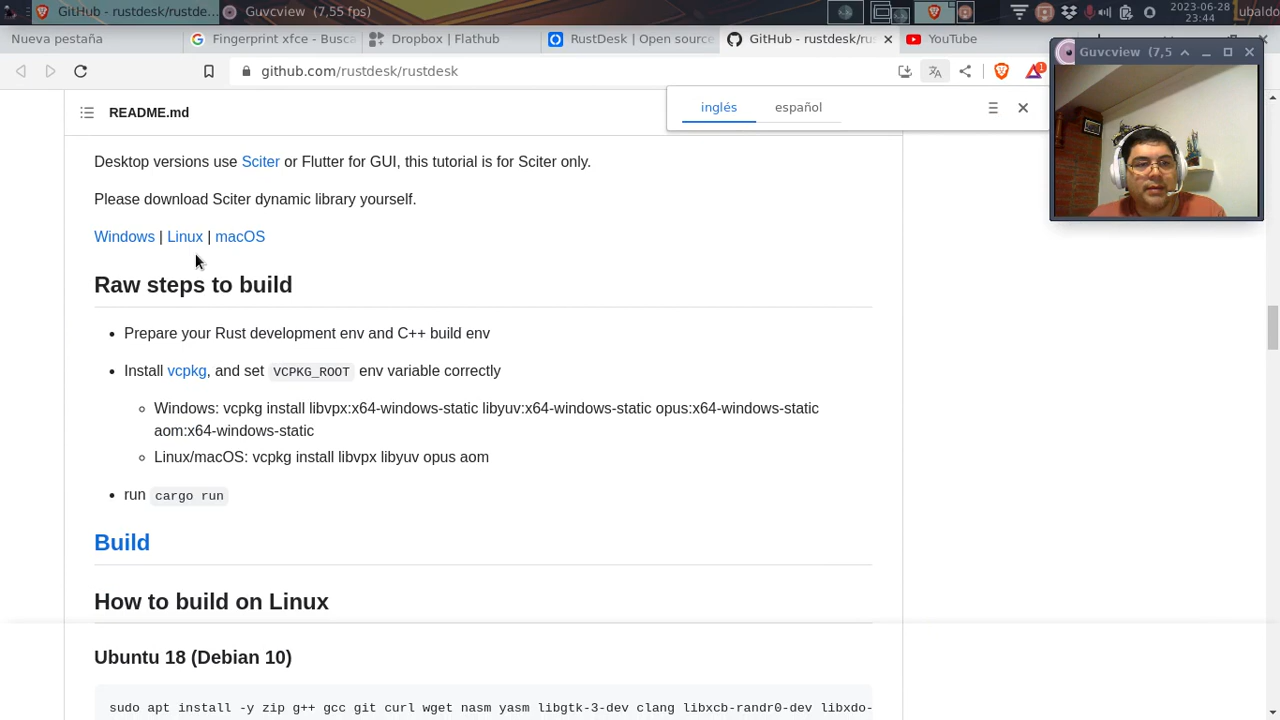 GitHub - rustdesk/rustde...
Guvcview (7,55 fps)
2023-06-28
23:44
ubaldo
Nueva pestaña
Fingerprint xfce - Busca
Dropbox | Flathub
RustDesk | Open source
GitHub - rustdesk/ru
YouTube
github.com/rustdesk/rustdesk
1
Guvcview (7,5
inglés
español
README.md
Desktop versions use Sciter or Flutter for GUI, this tutorial is for Sciter only.
Please download Sciter dynamic library yourself.
Windows | Linux | macOS
Raw steps to build
• Prepare your Rust development env and C++ build env
• Install vcpkg, and set VCPKG_ROOT env variable correctly
◦ Windows: vcpkg install libvpx:x64-windows-static libyuv:x64-windows-static opus:x64-windows-static
aom:x64-windows-static
◦ Linux/macOS: vcpkg install libvpx libyuv opus aom
• run cargo run
Build
How to build on Linux
Ubuntu 18 (Debian 10)
sudo apt install -y zip g++ gcc git curl wget nasm yasm libgtk-3-dev clang libxcb-randr0-dev libxdo-